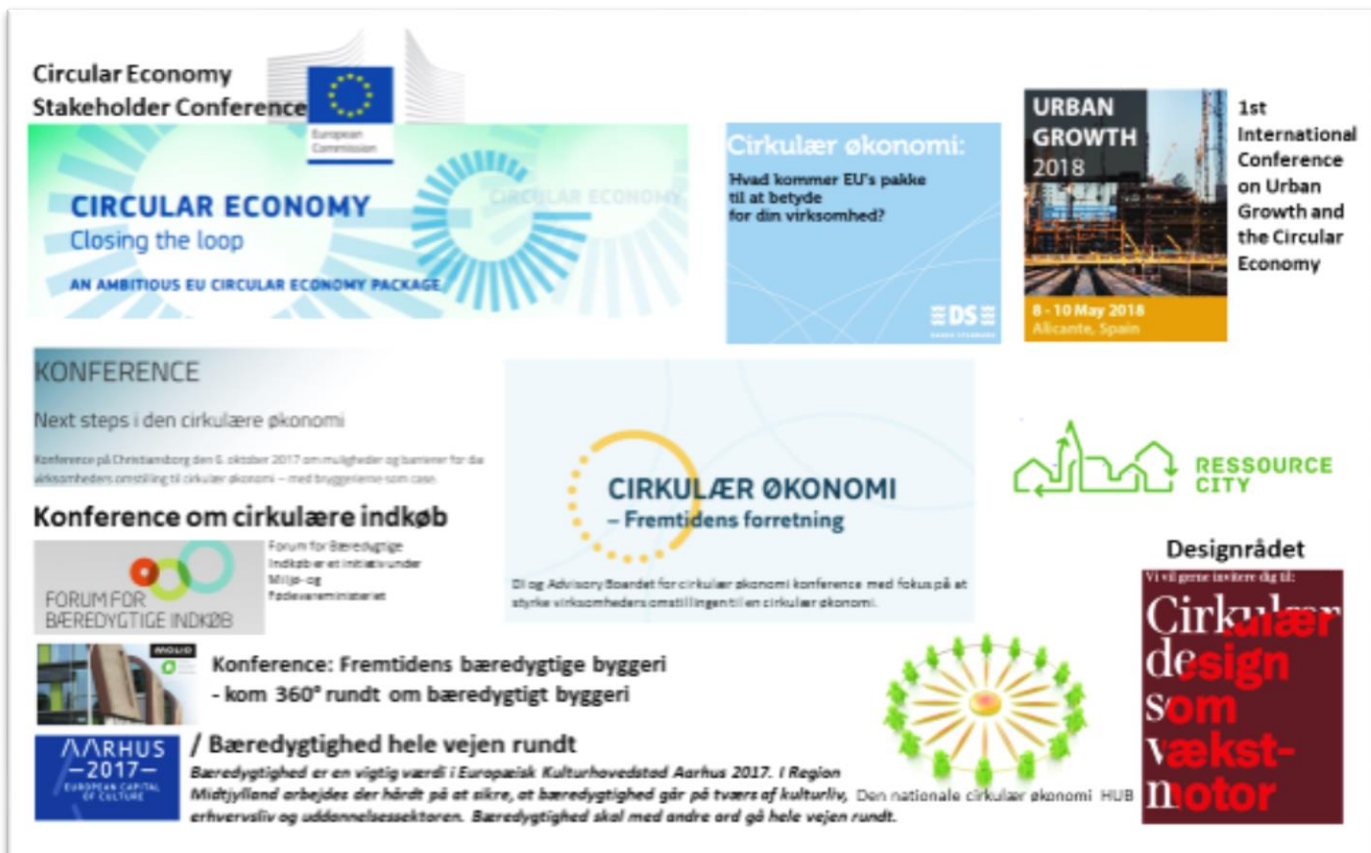 Circular Economy
Stakeholder Conference
European
Commission
CIRCULAR ECONOMY
CIRCULAR ECONOMY
Closing the loop
AN AMBITIOUS EU CIRCULAR ECONOMY PACKAGE
Cirkulær økonomi:
Hvad kommer EU's pakke
til at betyde
for din virksomhed?
DS
DANSK STANDARD
URBAN
GROWTH
2018
8 - 10 May 2018
Alicante, Spain
1st
International
Conference
on Urban
Growth and
the Circular
Economy
KONFERENCE
Next steps i den cirkulære økonomi
Konference på Christiansborg den 6. oktober 2017 om muligheder og barrierer for
virksomheders omstilling til cirkulær økonomi – med bryggerierne som case.
CIRKULÆR ØKONOMI
– Fremtidens forretning
DI og Advisory Boardet for cirkulær økonomi konference med fokus på at
styrke virksomheders omstillingen til en cirkulær økonomi.
RESSOURCE
CITY
Konference om cirkulære indkøb
FORUM FOR
BÆREDYGTIGE INDKØB
Forum for Bæredygtige
Indkøb er et initiativ under
Miljø- og
Fødevareministeriet
MOLIO
Konference: Fremtidens bæredygtige byggeri
- kom 360° rundt om bæredygtigt byggeri
AARHUS
—2017—
EUROPEAN CAPITAL
OF CULTURE
/ Bæredygtighed hele vejen rundt
Bæredygtighed er en vigtig værdi i Europæisk Kulturhovedstad Aarhus 2017. I Region
Midtjylland arbejdes der hårdt på at sikre, at bæredygtighed går på tværs af kulturliv,
erhvervsliv og uddannelsessektoren. Bæredygtighed skal med andre ord gå hele vejen rundt.
Den nationale cirkulær økonomi HUB
Designrådet
Vi vil gerne invitere dig til:
Cirkulær
design
som
vækst-
motor